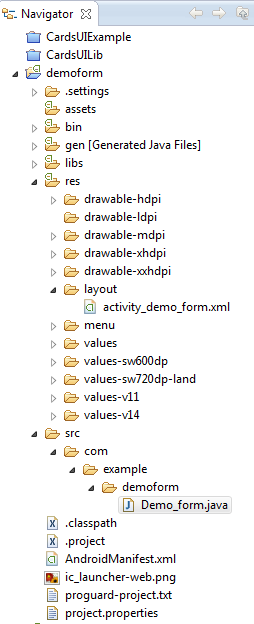 Navigator
CardsUIExample
CardsUILib
demoform
.settings
assets
bin
gen [Generated Java Files]
libs
res
drawable-hdpi
drawable-ldpi
drawable-mdpi
drawable-xhdpi
drawable-xxhdpi
layout
activity_demo_form.xml
menu
values
values-sw600dp
values-sw720dp-land
values-v11
values-v14
src
com
example
demoform
Demo_form.java
.classpath
.project
AndroidManifest.xml
ic_launcher-web.png
proguard-project.txt
project.properties